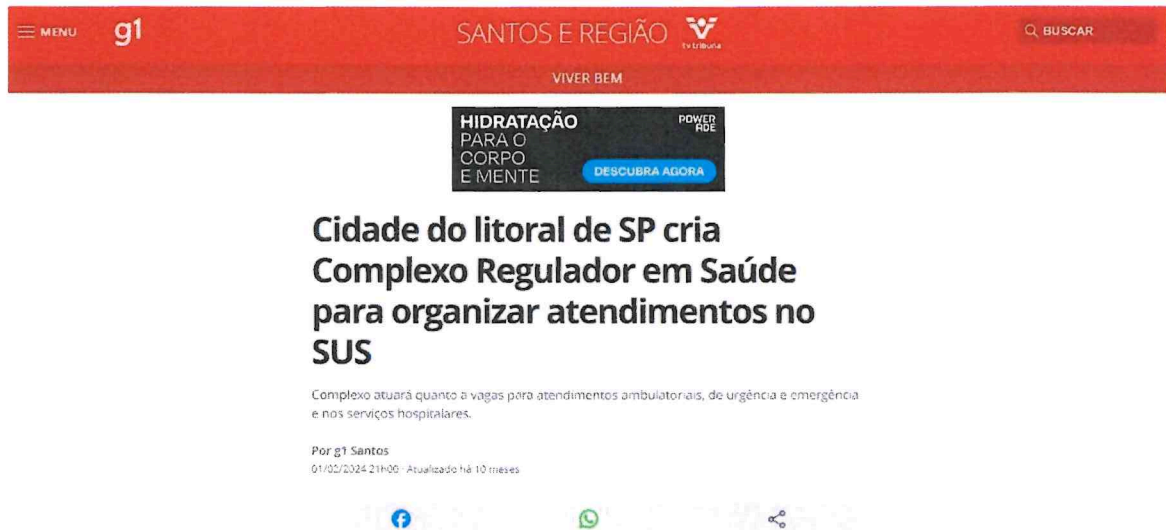 MENU g1 SANTOS E REGIÃO tv tribuna BUSCAR
VIVER BEM
HIDRATAÇÃO
PARA O
CORPO
E MENTE
POWER
ADE
DESCUBRA AGORA
Cidade do litoral de SP cria
Complexo Regulador em Saúde
para organizar atendimentos no
SUS
Complexo atuará quanto a vagas para atendimentos ambulatoriais, de urgência e emergência
e nos serviços hospitalares.
Por g1 Santos
01/02/2024 21h00 · Atualizado há 10 meses